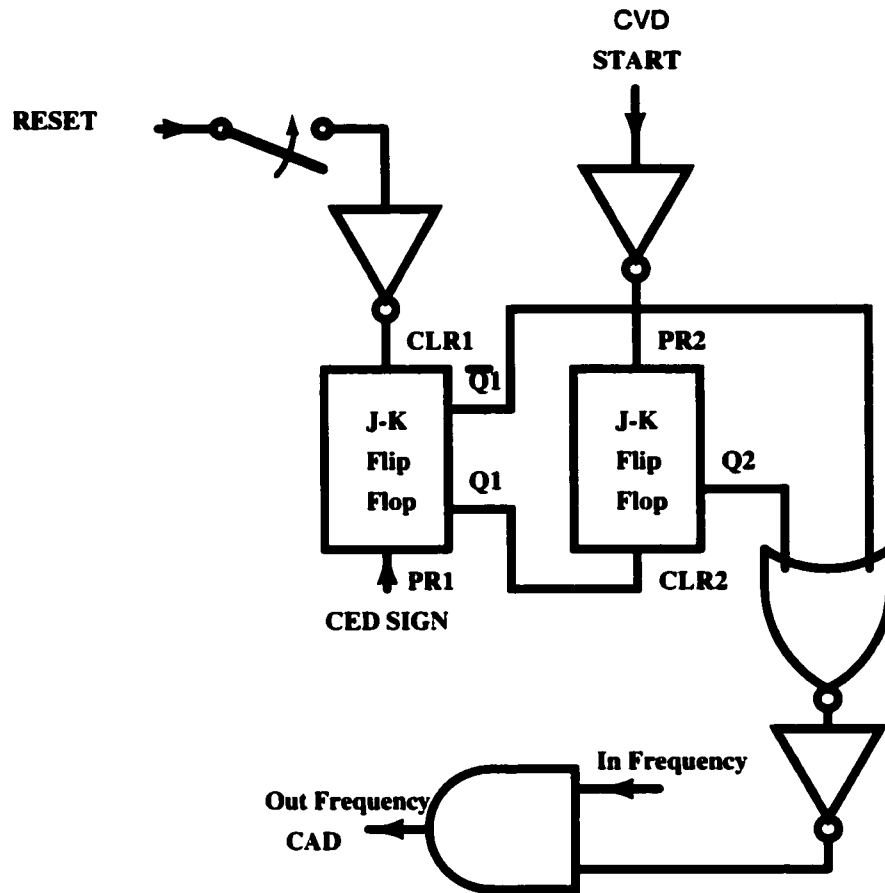 CVD
START
RESET
CLR1
PR2
Q̅1
J-K
Flip
Flop
J-K
Flip
Flop
Q1
Q2
PR1
CLR2
CED SIGN
In Frequency
Out Frequency
CAD